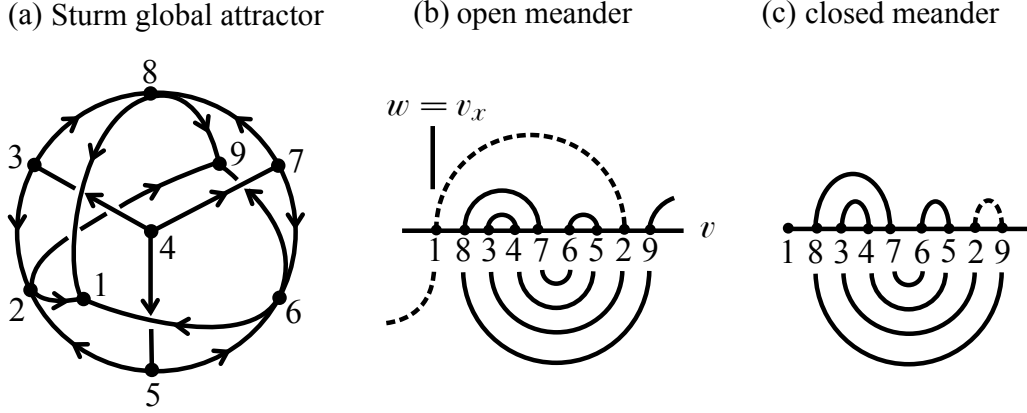 (a) Sturm global attractor
8
3
9
7
4
2
1
6
5
(b) open meander
w = v_x
v
1 8 3 4 7 6 5 2 9
(c) closed meander
1 8 3 4 7 6 5 2 9